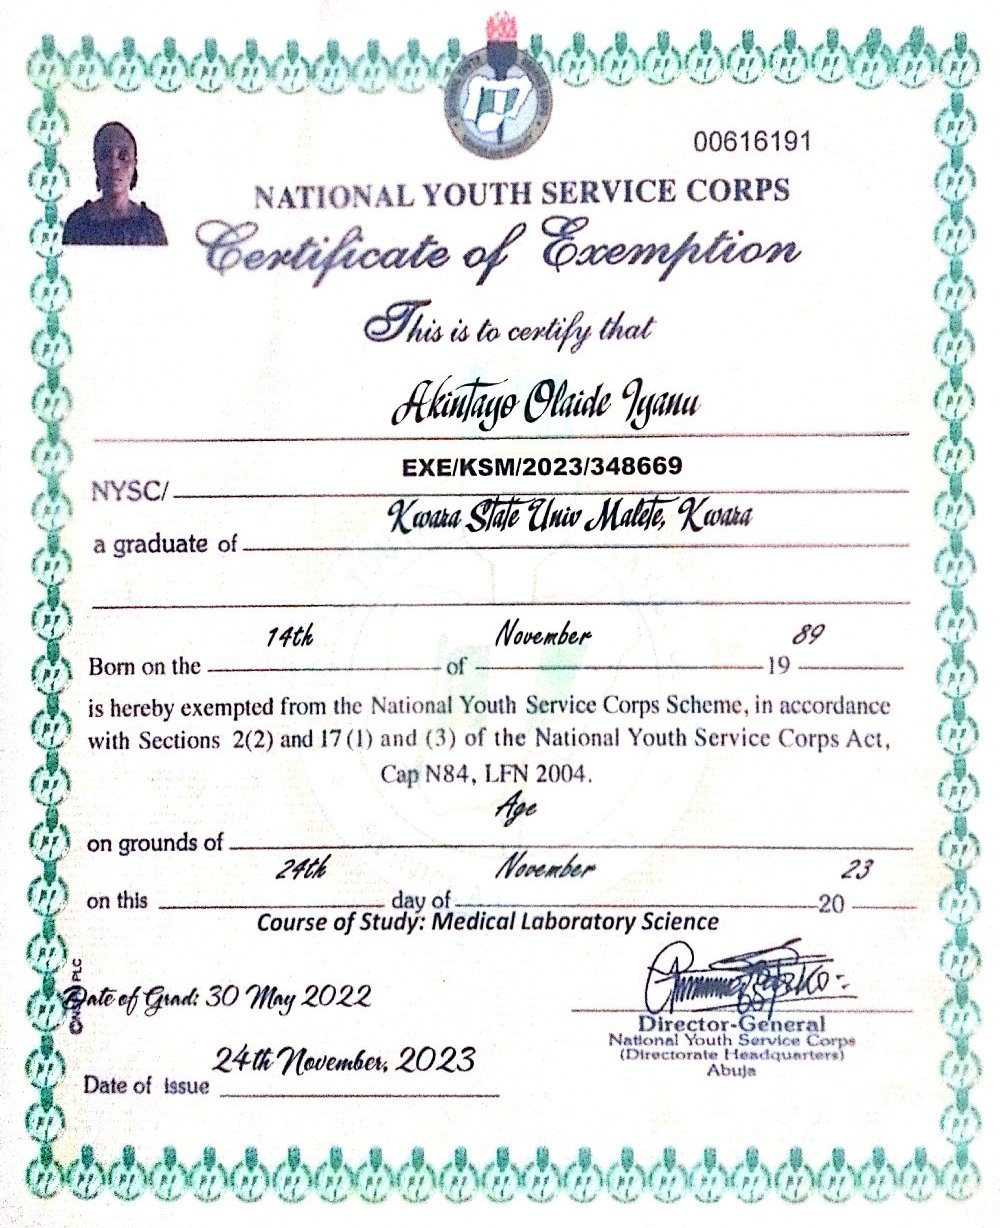 00616191
NATIONAL YOUTH SERVICE CORPS
Certificate of Exemption
This is to certify that
Akintayo Olaide Iyanu
EXE/KSM/2023/348669
NYSC/
Kwara State Univ Malete, Kwara
a graduate of
14th November 89
Born on the of 19
is hereby exempted from the National Youth Service Corps Scheme, in accordance
with Sections 2(2) and 17(1) and (3) of the National Youth Service Corps Act,
Cap N84, LFN 2004.
Age
on grounds of
24th November 23
on this day of 20
Course of Study: Medical Laboratory Science
PLC
Date of Grad: 30 May 2022
Director-General
National Youth Service Corps
(Directorate Headquarters)
Abuja
24th November, 2023
Date of issue